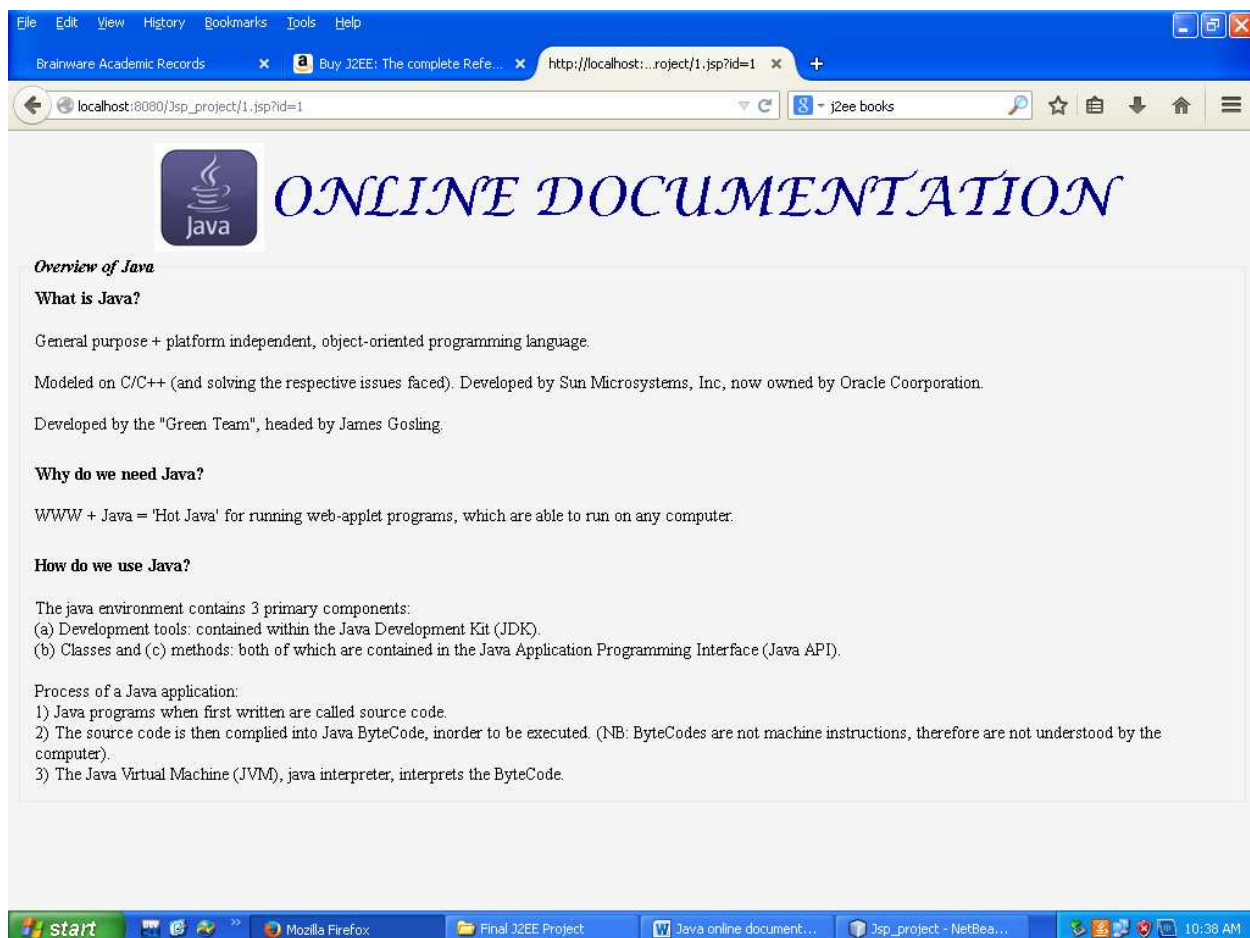 File Edit View History Bookmarks Tools Help
Brainware Academic Records
Buy J2EE: The complete Refe...
http://localhost:...roject/1.jsp?id=1
localhost:8080/Jsp_project/1.jsp?id=1
j2ee books
Java
ONLINE DOCUMENTATION
Overview of Java
What is Java?
General purpose + platform independent, object-oriented programming language.
Modeled on C/C++ (and solving the respective issues faced). Developed by Sun Microsystems, Inc, now owned by Oracle Coorporation.
Developed by the "Green Team", headed by James Gosling.
Why do we need Java?
WWW + Java = 'Hot Java' for running web-applet programs, which are able to run on any computer.
How do we use Java?
The java environment contains 3 primary components:
(a) Development tools: contained within the Java Development Kit (JDK).
(b) Classes and (c) methods: both of which are contained in the Java Application Programming Interface (Java API).
Process of a Java application:
1) Java programs when first written are called source code.
2) The source code is then complied into Java ByteCode, inorder to be executed. (NB: ByteCodes are not machine instructions, therefore are not understood by the
computer).
3) The Java Virtual Machine (JVM), java interpreter, interprets the ByteCode.
start
Mozilla Firefox
Final J2EE Project
Java online document...
Jsp_project - NetBea...
10:38 AM